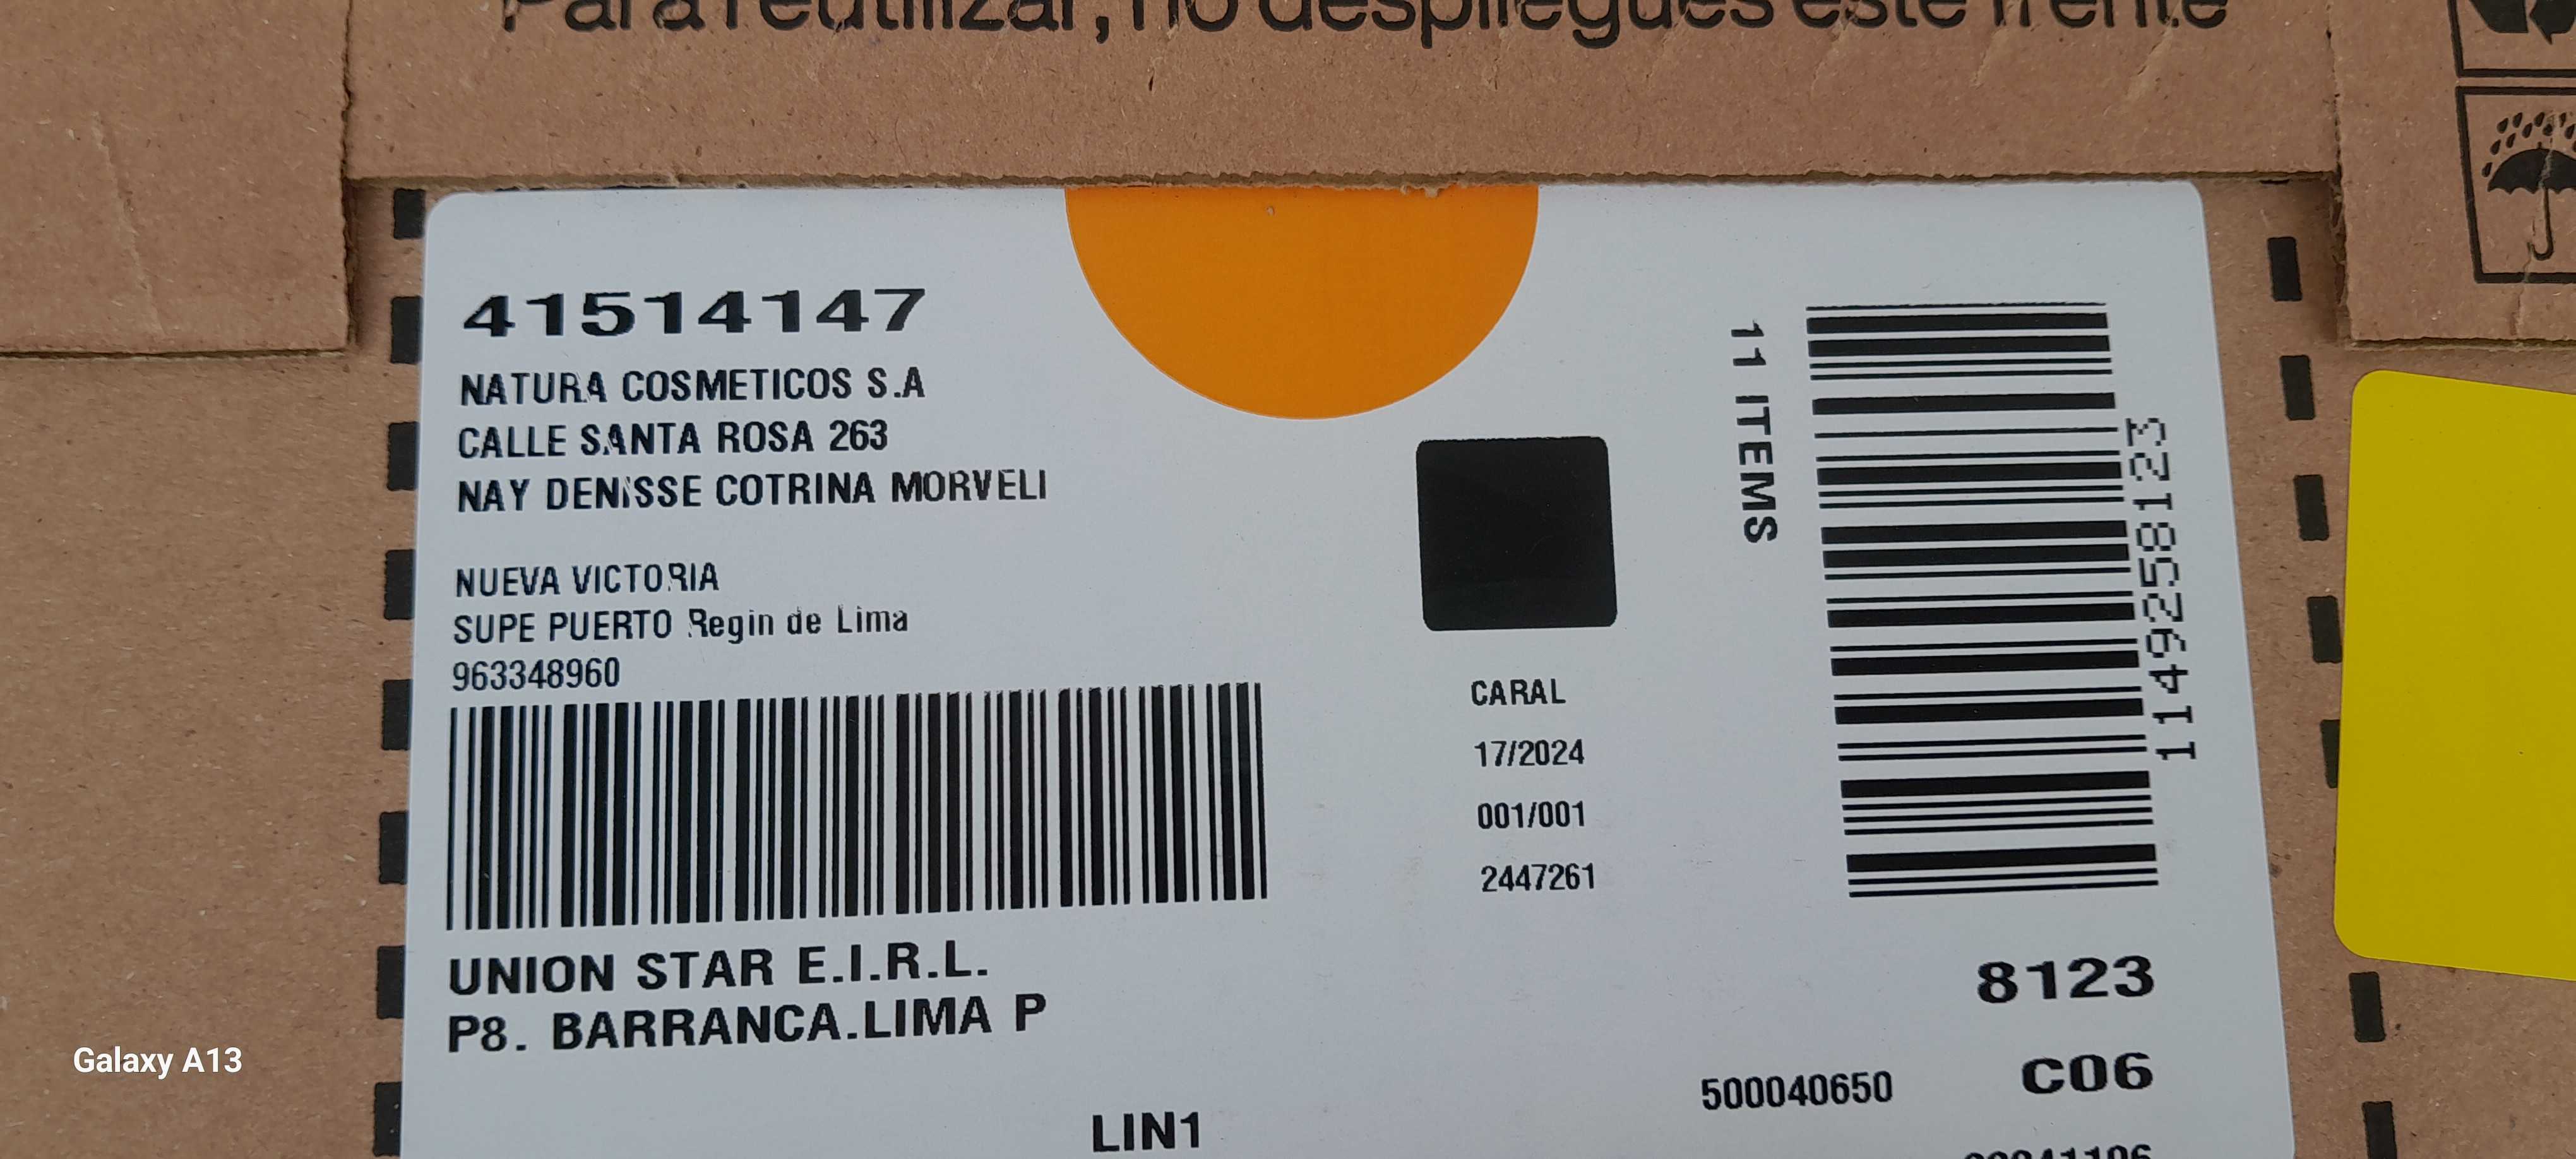 Para reutilizar, no despliegues este frente
41514147
NATURA COSMETICOS S.A
CALLE SANTA ROSA 263
NAY DENISSE COTRINA MORVELI
NUEVA VICTORIA
SUPE PUERTO Regin de Lima
963348960
UNION STAR E.I.R.L.
P8. BARRANCA.LIMA P
LIN1
CARAL
17/2024
001/001
2447261
11 ITEMS
1149258123
8123
C06
500040650
Galaxy A13